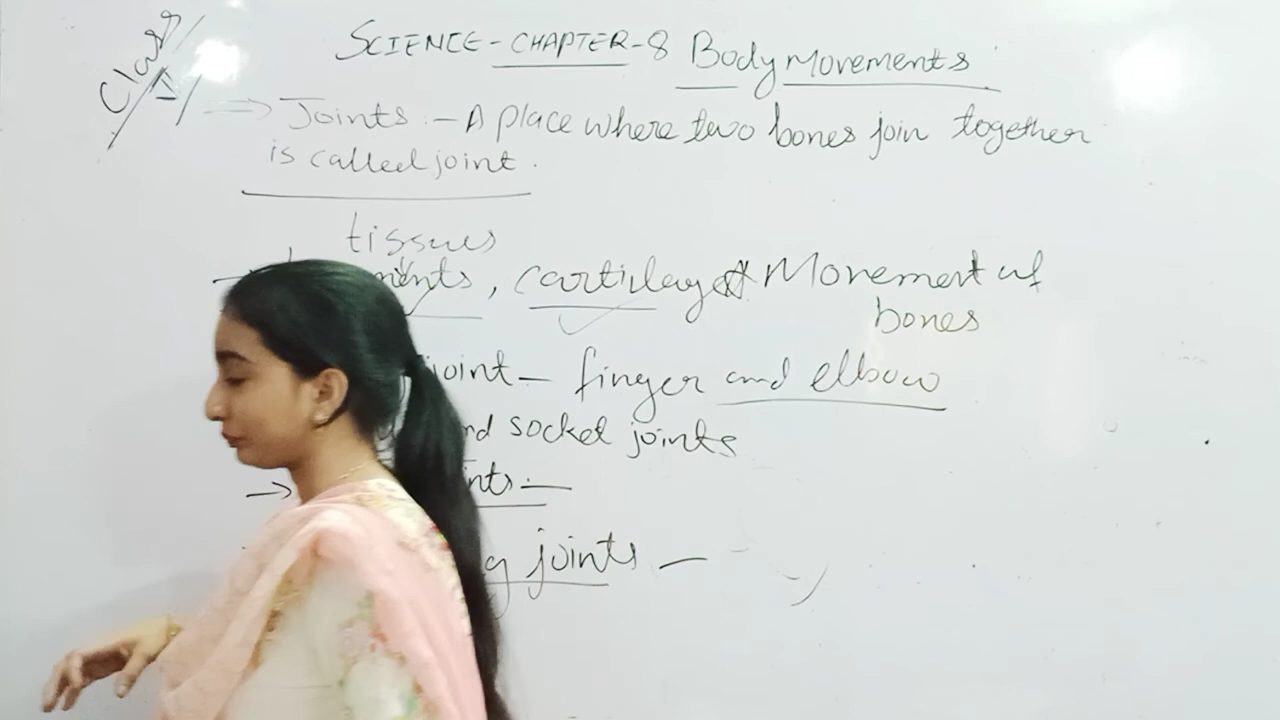 Class
SCIENCE - CHAPTER - 8 Body Movements
⇒ Joints - A place where two bones join together
is called joint.
tissues
, cartilage Movement of
bones
joint - finger and elbow
socket joints
→
joints -